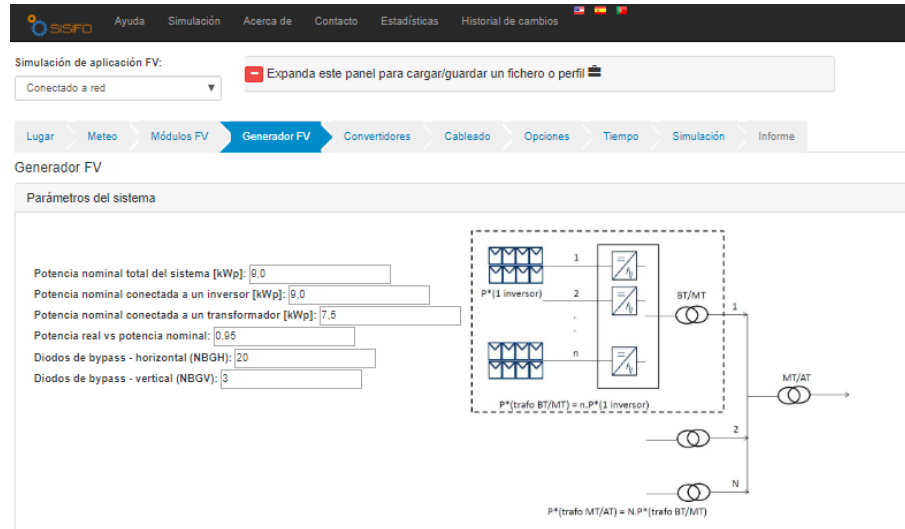 SISIFO Ayuda Simulación Acerca de Contacto Estadísticas Historial de cambios
Simulación de aplicación FV:
Conectado a red
Expanda este panel para cargar/guardar un fichero o perfil
Lugar Meteo Módulos FV Generador FV Convertidores Cableado Opciones Tiempo Simulación Informe
Generador FV
Parámetros del sistema
Potencia nominal total del sistema [kWp]: 9,0
Potencia nominal conectada a un inversor [kWp]: 9,0
Potencia nominal conectada a un transformador [kWp]: 7,5
Potencia real vs potencia nominal: 0,95
Diodos de bypass - horizontal (NBGH): 20
Diodos de bypass - vertical (NBGV): 3
1
P*(1 inversor) 2
BT/MT 1
.
.
n
P*(trafo BT/MT) = n.P*(1 inversor)
MT/AT
2
N
P*(trafo MT/AT) = N.P*(trafo BT/MT)